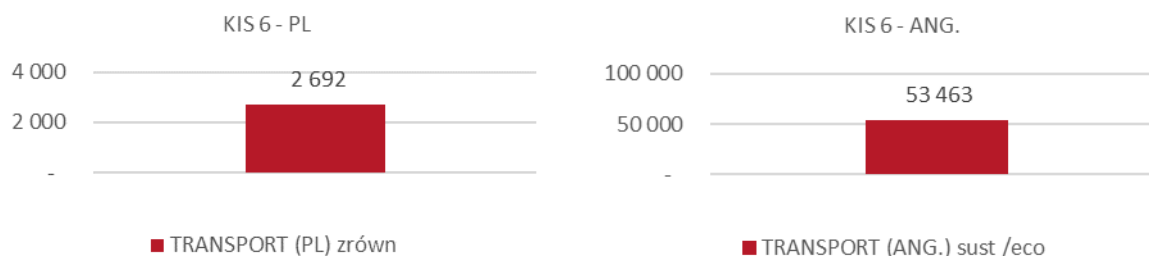 KIS 6 - PL
4 000
2 692
2 000
-
TRANSPORT (PL) zrówn
KIS 6 - ANG.
100 000
53 463
50 000
-
TRANSPORT (ANG.) sust /eco